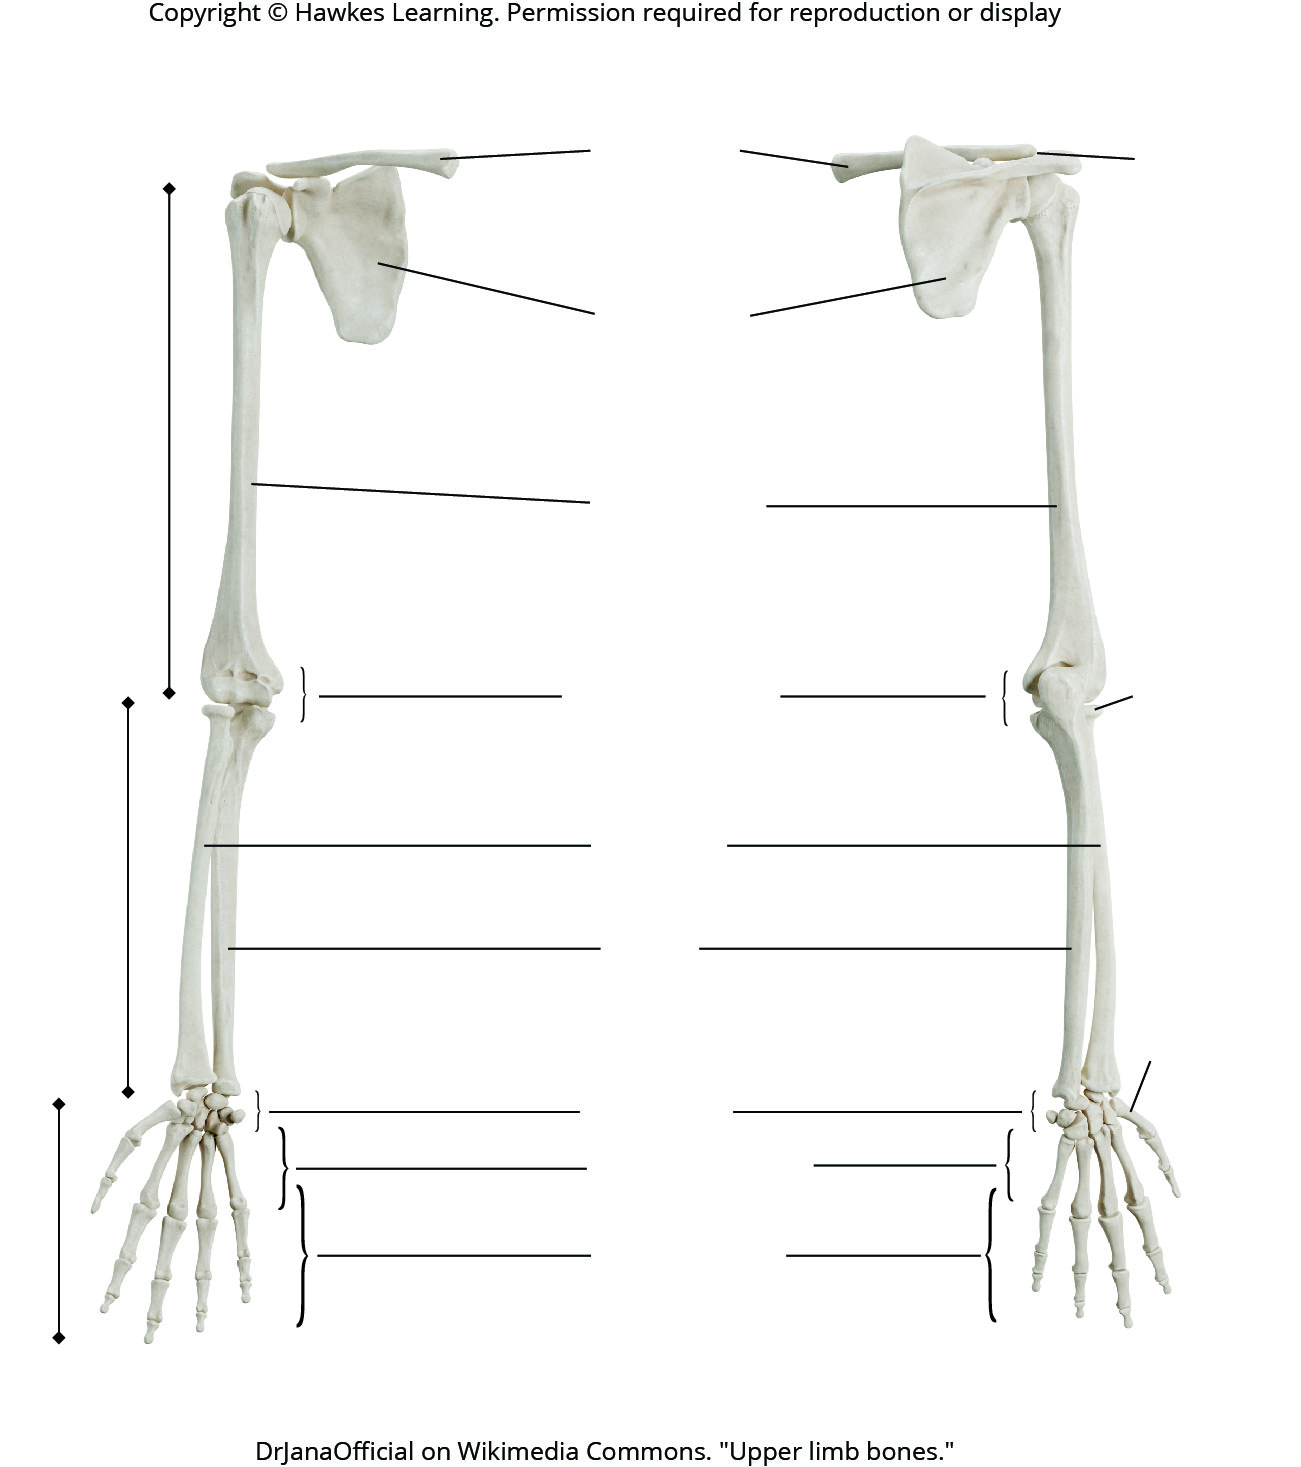 Copyright © Hawkes Learning. Permission required for reproduction or display
DrJanaOfficial on Wikimedia Commons. "Upper limb bones."